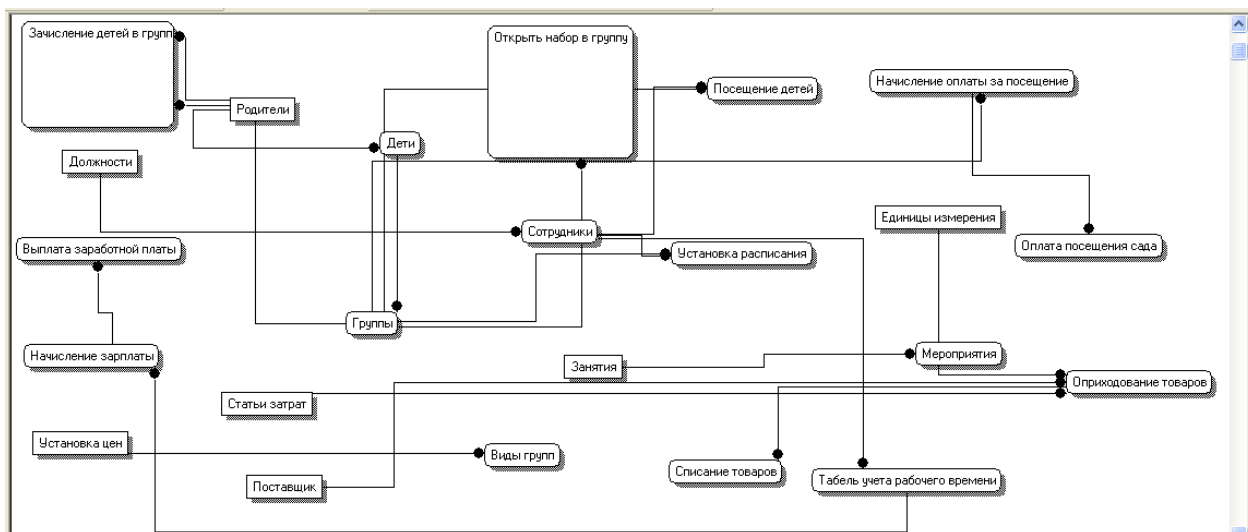 Зачисление детей в групп
Открыть набор в группу
Начисление оплаты за посещение
Посещение детей
Родители
Дети
Должности
Единицы измерения
Сотрудники
Выплата заработной платы
Оплата посещения сада
Установка расписания
Группы
Начисление зарплаты
Мероприятия
Занятия
Оприходование товаров
Статьи затрат
Установка цен
Виды групп
Списание товаров
Табель учета рабочего времени
Поставщик